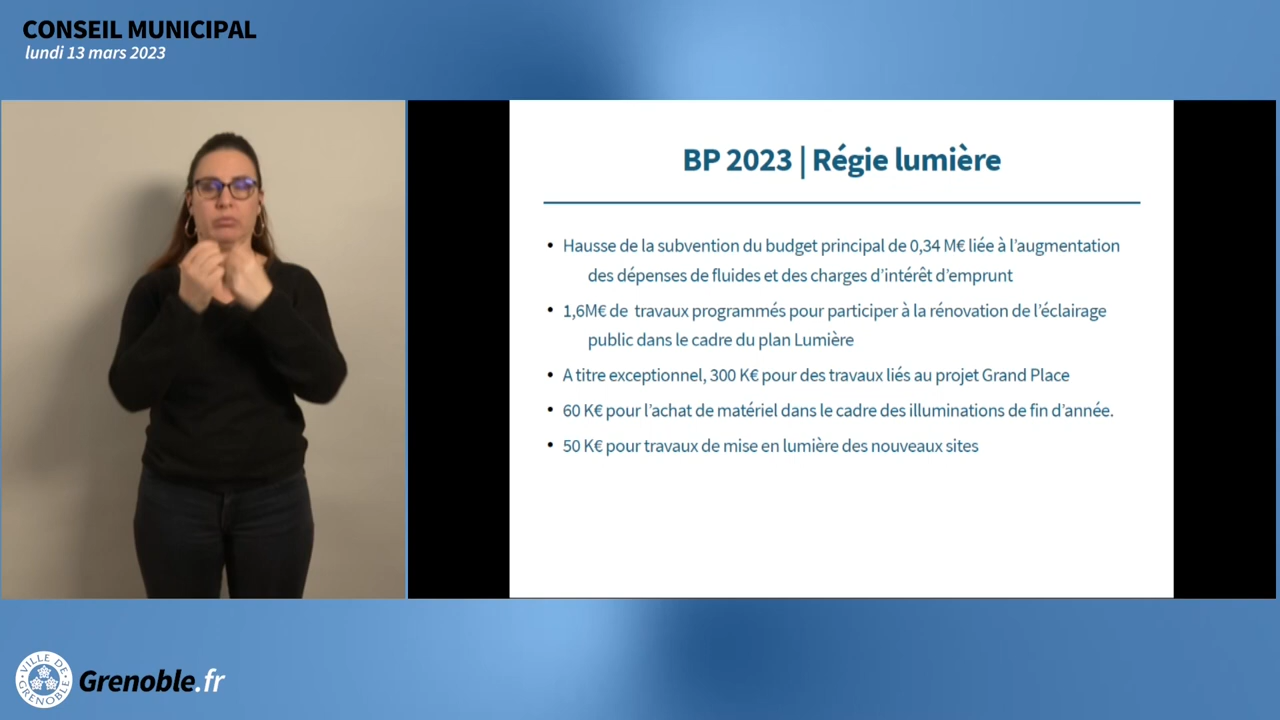 CONSEIL MUNICIPAL
lundi 13 mars 2023
BP 2023 | Régie lumière
• Hausse de la subvention du budget principal de 0,34 M€ liée à l'augmentation
des dépenses de fluides et des charges d'intérêt d'emprunt
• 1,6M€ de travaux programmés pour participer à la rénovation de l'éclairage
public dans le cadre du plan Lumière
• A titre exceptionnel, 300 K€ pour des travaux liés au projet Grand Place
• 60 K€ pour l'achat de matériel dans le cadre des illuminations de fin d'année.
• 50 K€ pour travaux de mise en lumière des nouveaux sites
VILLE DE
GRENOBLE
Grenoble.fr